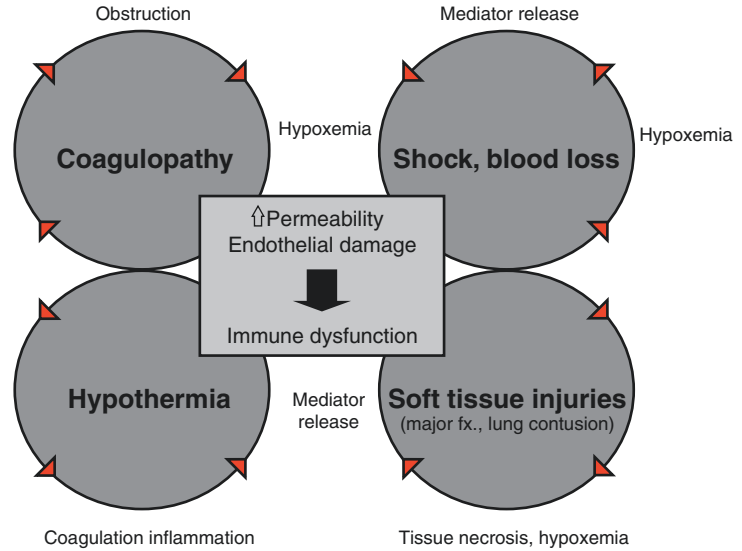 Obstruction
Mediator release
Hypoxemia
Hypoxemia
Coagulopathy
Shock, blood loss
⇧Permeability
Endothelial damage
Immune dysfunction
Hypothermia
Mediator
release
Soft tissue injuries
(major fx., lung contusion)
Coagulation inflammation
Tissue necrosis, hypoxemia